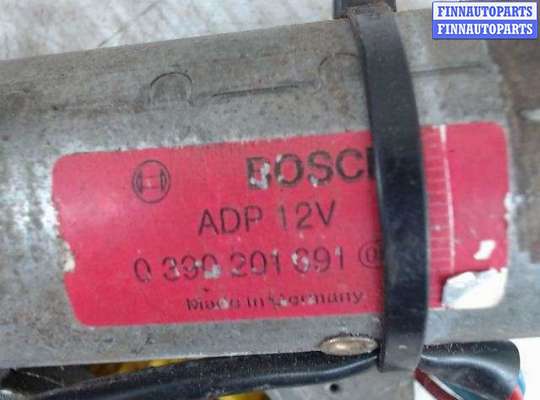 FINNAUTOPARTS
FINNAUTOPARTS
BOSCH
ADP 12V
0 390 201 991
Made in Germany